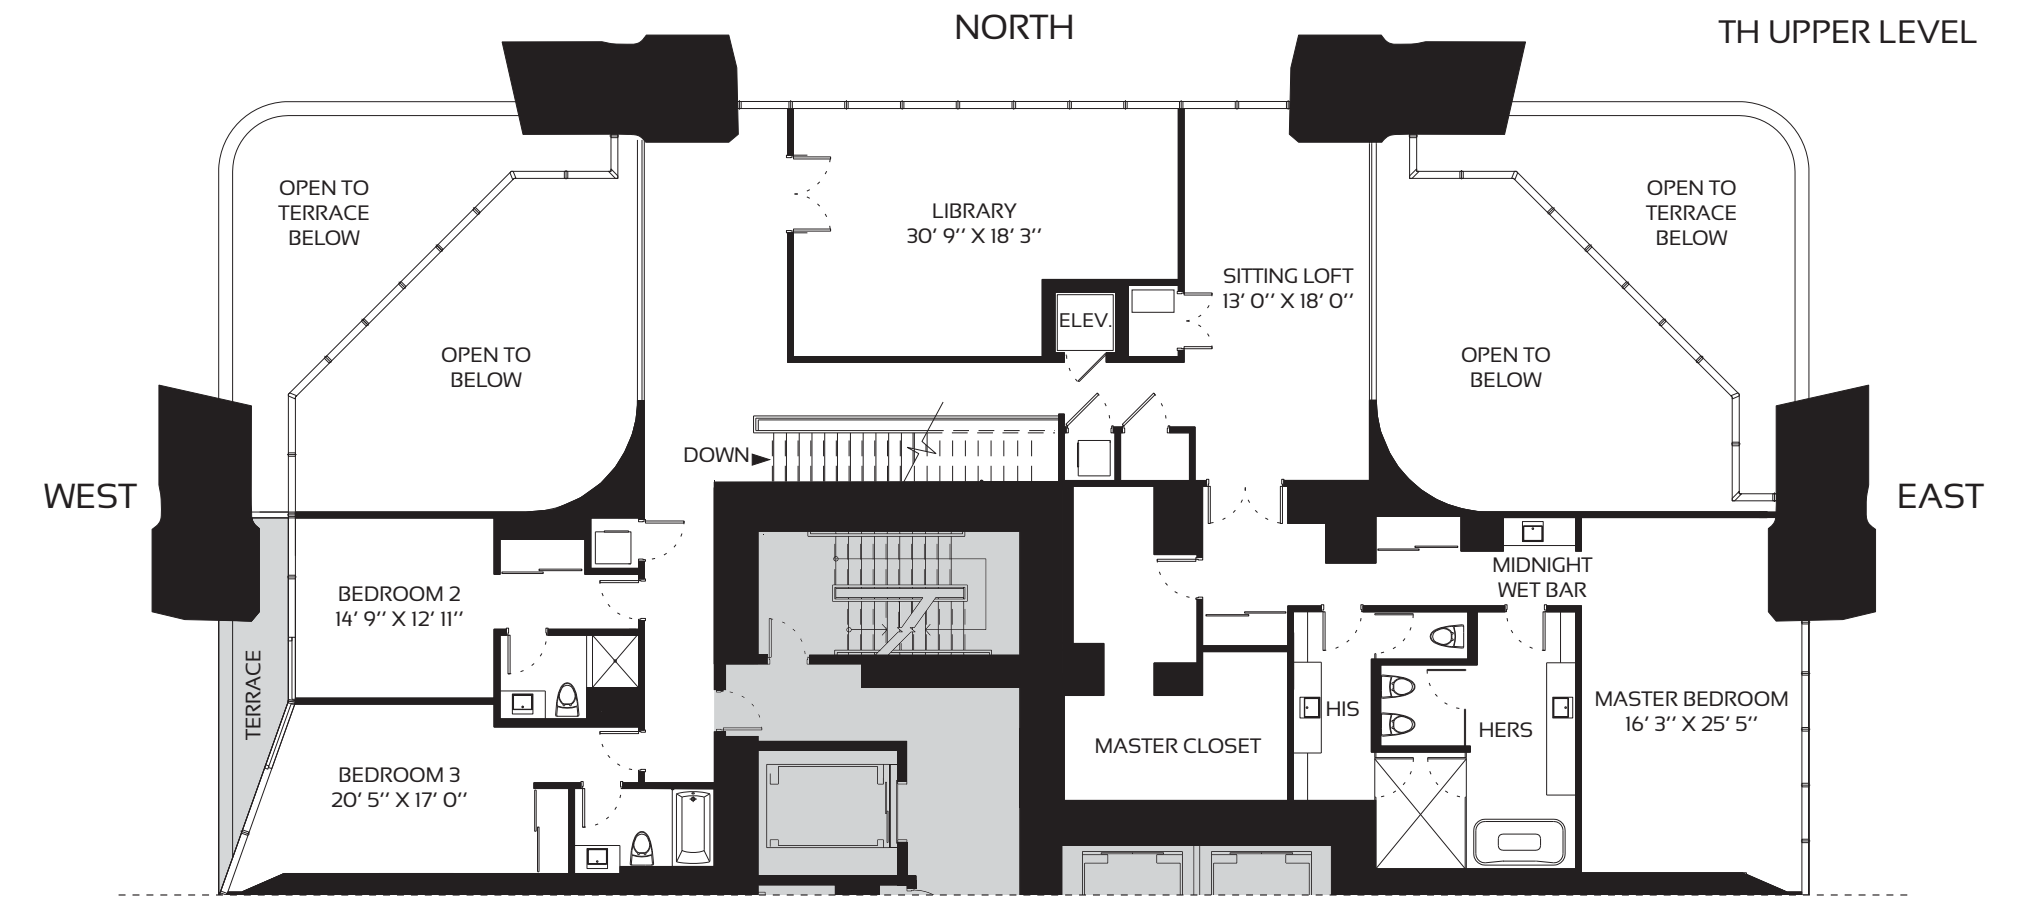 NORTH
TH UPPER LEVEL
OPEN TO
TERRACE
BELOW
LIBRARY
30' 9'' X 18' 3''
OPEN TO
TERRACE
BELOW
SITTING LOFT
13' 0'' X 18' 0''
ELEV.
OPEN TO
BELOW
OPEN TO
BELOW
DOWN
WEST
EAST
MIDNIGHT
WET BAR
BEDROOM 2
14' 9'' X 12' 11''
TERRACE
MASTER BEDROOM
16' 3'' X 25' 5''
HIS
HERS
MASTER CLOSET
BEDROOM 3
20' 5'' X 17' 0''